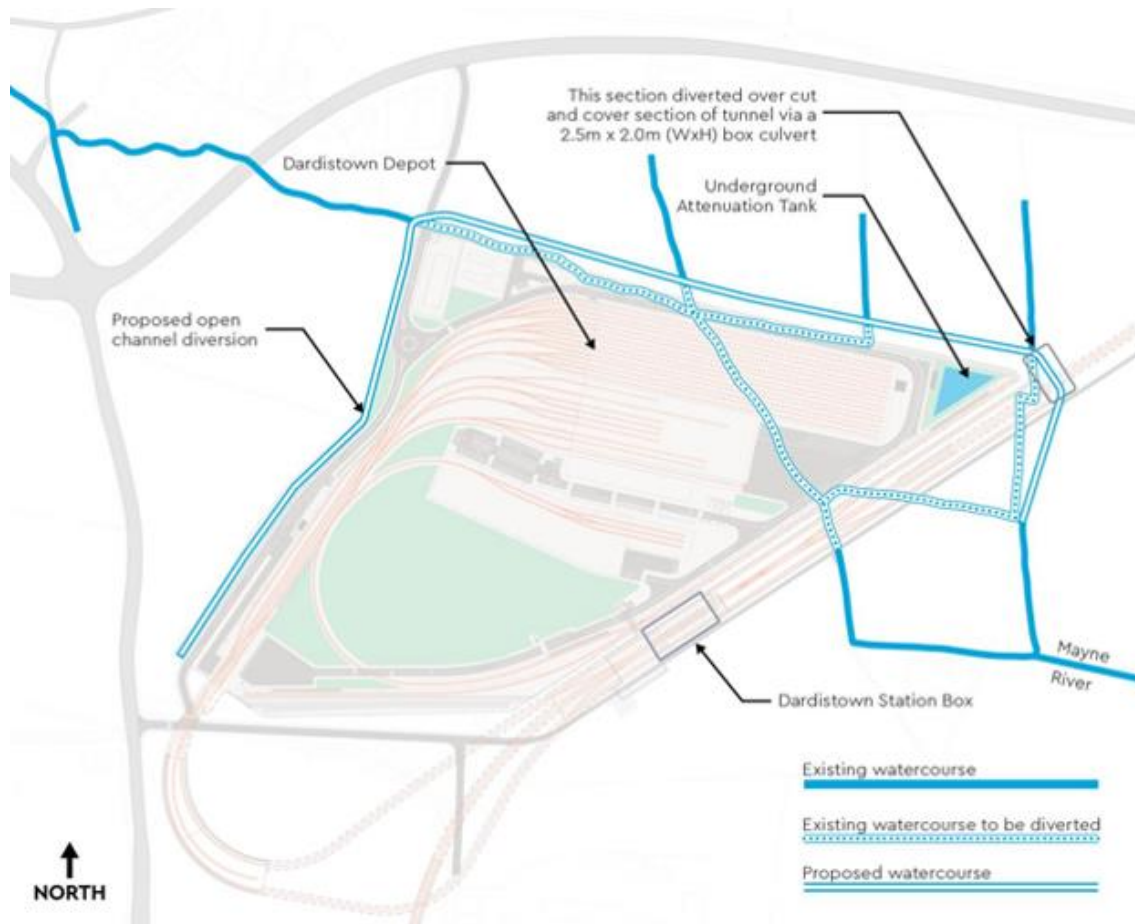 This section diverted over cut
and cover section of tunnel via a
2.5m x 2.0m (WxH) box culvert
Dardistown Depot
Underground
Attenuation Tank
Proposed open
channel diversion
Mayne
River
Dardistown Station Box
Existing watercourse
Existing watercourse to be diverted
Proposed watercourse
NORTH